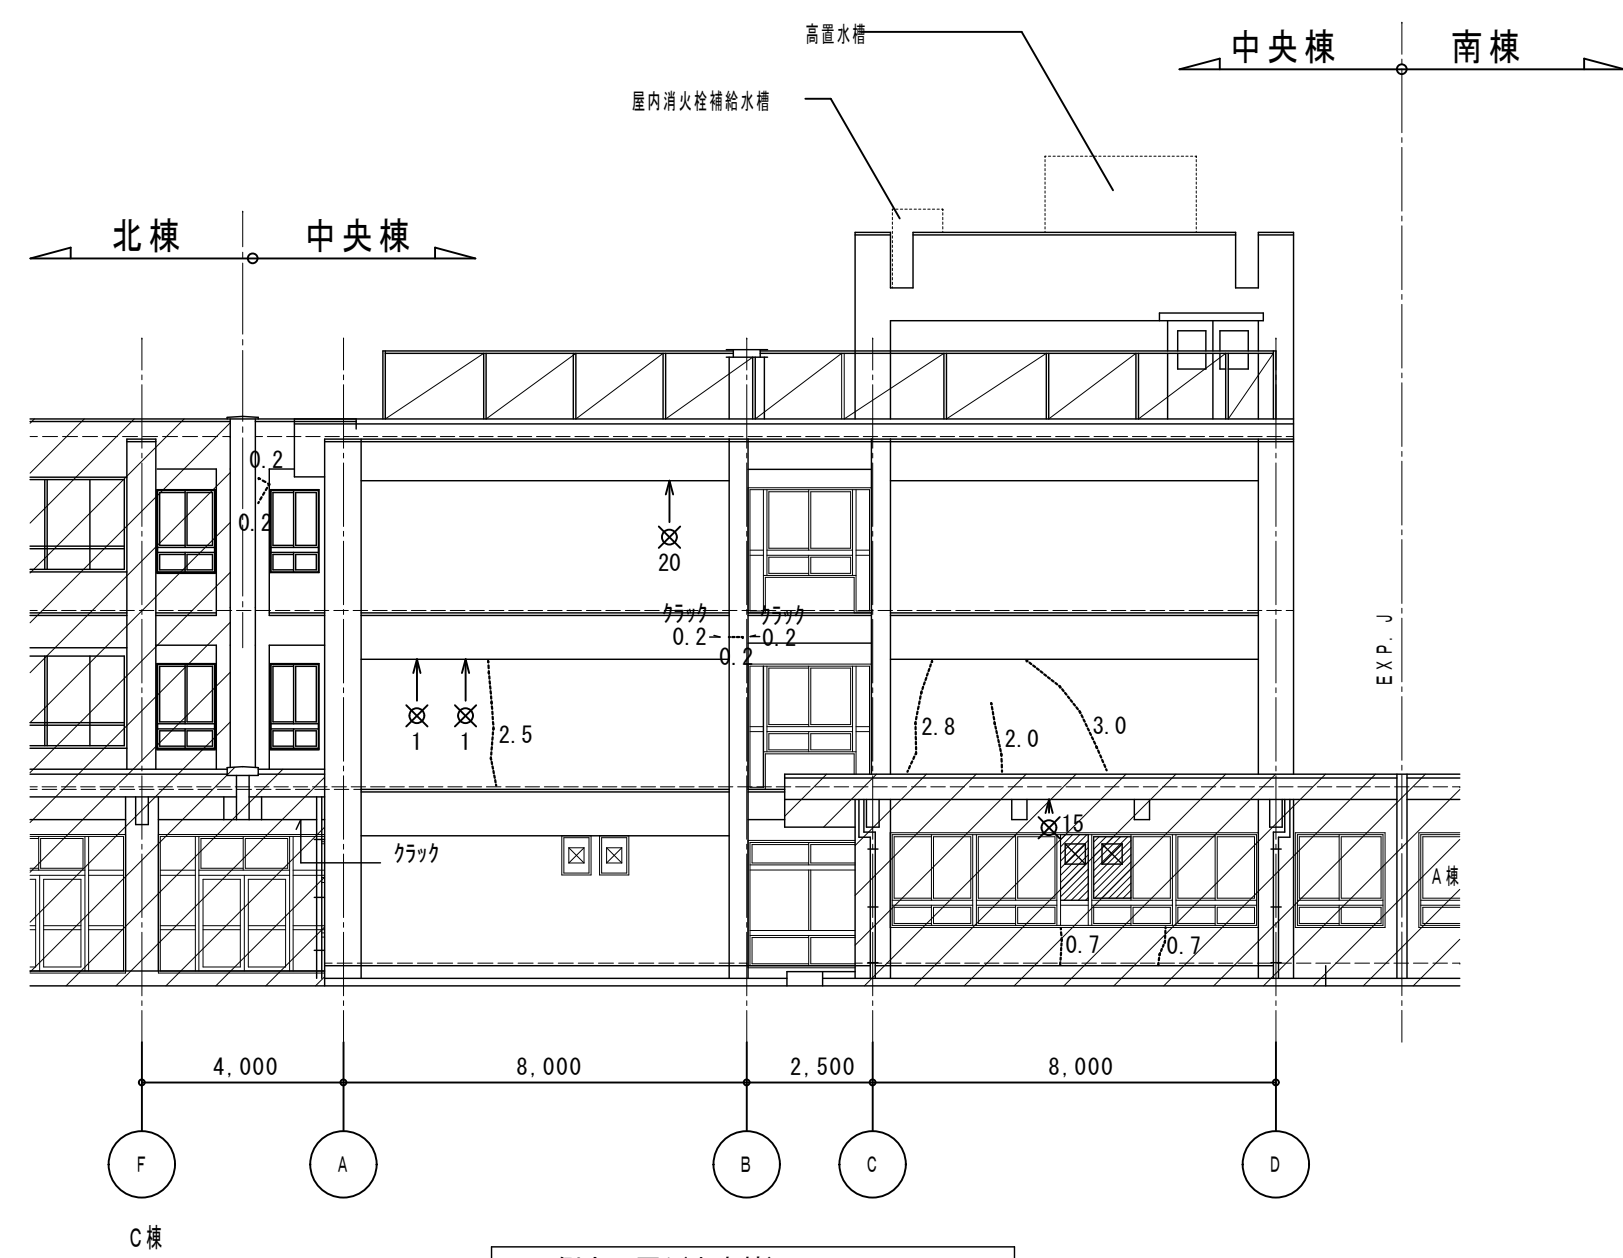 高置水槽
中央棟 南棟
屋内消火栓補給水槽
北棟 中央棟
0.2
0.2
20
クラック クラック
0.2 0.2
0.2
EXP. J
1 1 2.5
2.8 2.0 3.0
15
クラック
A棟
0.7 0.7
4,000 8,000 2,500 8,000
F A B C D
C棟